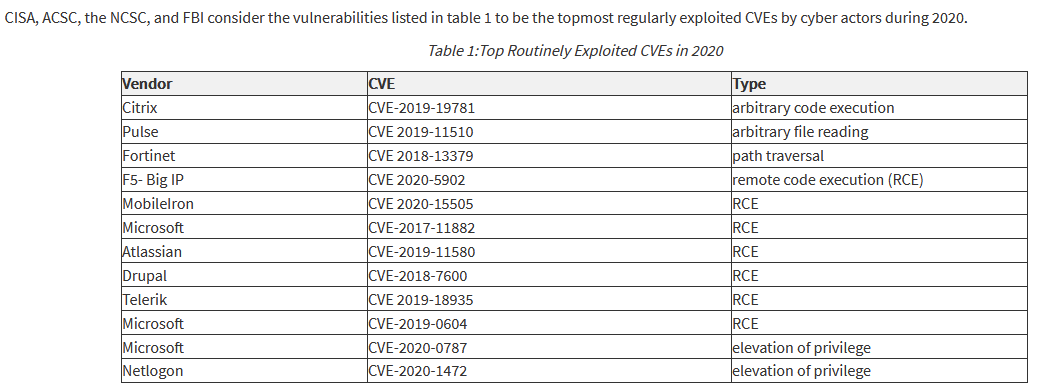 CISA, ACSC, the NCSC, and FBI consider the vulnerabilities listed in table 1 to be the topmost regularly exploited CVEs by cyber actors during 2020.
Table 1:Top Routinely Exploited CVEs in 2020
Vendor CVE Type
Citrix CVE-2019-19781 arbitrary code execution
Pulse CVE 2019-11510 arbitrary file reading
Fortinet CVE 2018-13379 path traversal
F5- Big IP CVE 2020-5902 remote code execution (RCE)
MobileIron CVE 2020-15505 RCE
Microsoft CVE-2017-11882 RCE
Atlassian CVE-2019-11580 RCE
Drupal CVE-2018-7600 RCE
Telerik CVE 2019-18935 RCE
Microsoft CVE-2019-0604 RCE
Microsoft CVE-2020-0787 elevation of privilege
Netlogon CVE-2020-1472 elevation of privilege